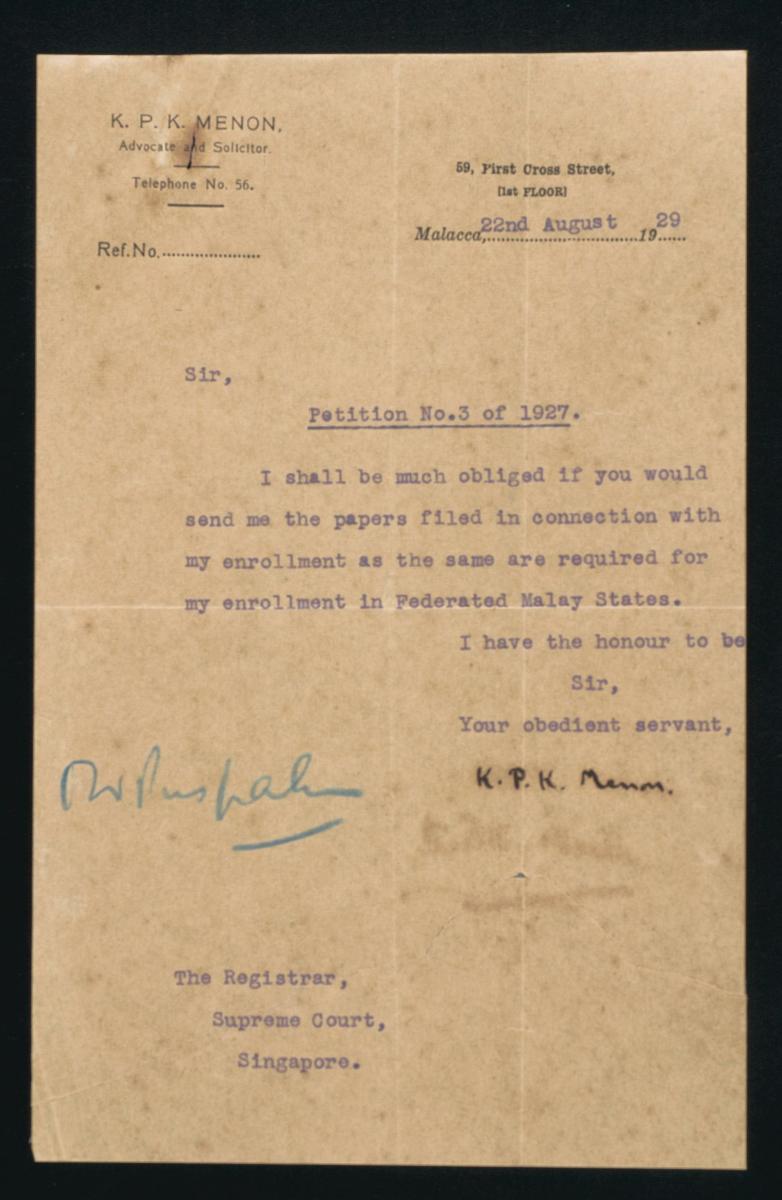 K. P. K. MENON,
Advocate and Solicitor.
Telephone No. 56.
59, First Cross Street,
[1st FLOOR]
Malacca, 22nd August 1929
Ref.No.
Sir,
Petition No.3 of 1927.
I shall be much obliged if you would
send me the papers filed in connection with
my enrollment as the same are required for
my enrollment in Federated Malay States.
I have the honour to be
Sir,
Your obedient servant,
K. P. K. Menon.
The Registrar,
Supreme Court,
Singapore.